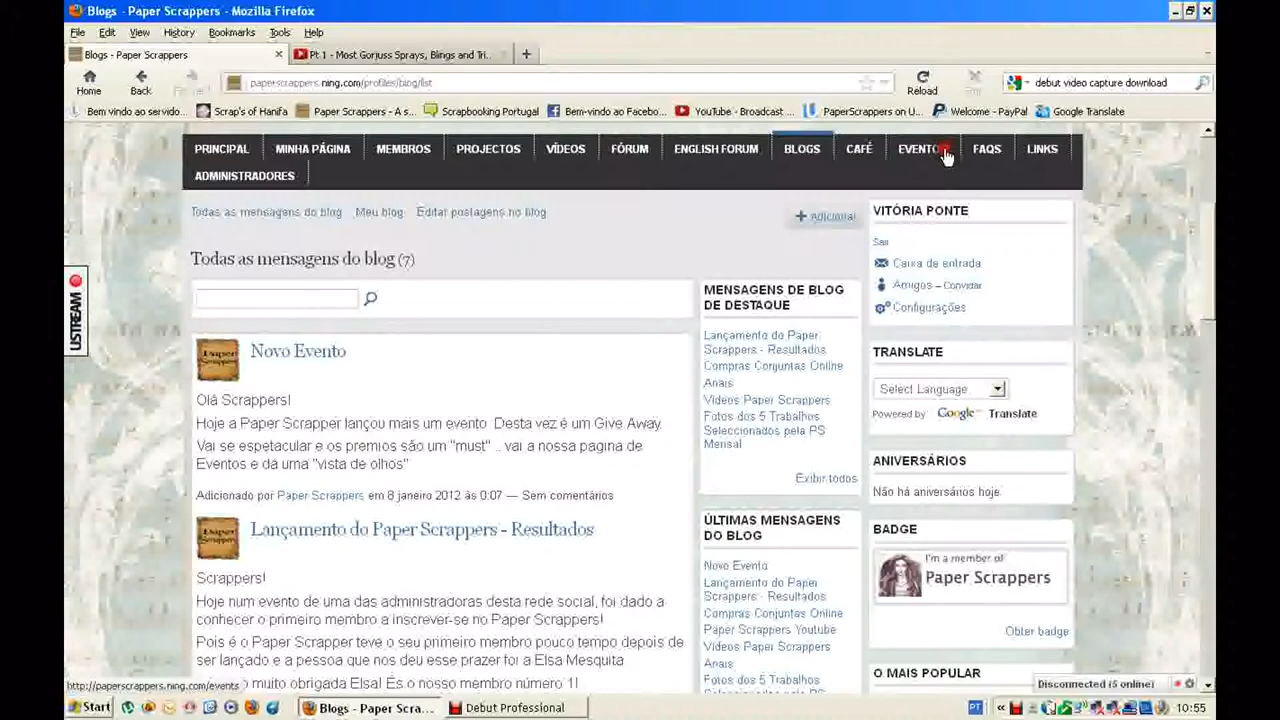 Blogs - Paper Scrappers - Mozilla Firefox
File Edit View History Bookmarks Tools Help
Blogs - Paper Scrappers
Pt 1 - Most Gorjuss Sprays, Blings and Tri...
Home Back
paperscrappers.ning.com/profiles/blog/list
Reload
debut video capture download
Bem vindo ao servido... Scrap's of Hanifa Paper Scrappers - A s... Scrapbooking Portugal Bem-vindo ao Facebo... YouTube - Broadcast ... PaperScrappers on U... Welcome - PayPal Google Translate
PRINCIPAL MINHA PÁGINA MEMBROS PROJECTOS VÍDEOS FÓRUM ENGLISH FORUM BLOGS CAFÉ EVENTO FAQS LINKS
ADMINISTRADORES
Todas as mensagens do blog Meu blog Editar postagens no blog
+ Adicionar
Todas as mensagens do blog (7)
Novo Evento
Olá Scrappers!
Hoje a Paper Scrapper lançou mais um evento. Desta vez é um Give Away.
Vai se espetacular e os premios são um "must" .. vai a nossa pagina de
Eventos e dá uma "vista de olhos"
Adicionado por Paper Scrappers em 8 janeiro 2012 às 0:07 — Sem comentários
Lançamento do Paper Scrappers - Resultados
Scrappers!
Hoje num evento de uma das administradoras desta rede social, foi dado a
conhecer o primeiro membro a inscrever-se no Paper Scrappers!
Pois é o Paper Scrapper teve o seu primeiro membro pouco tempo depois de
ser lançado e a pessoa que nos deu esse prazer foi a Elsa Mesquita
muito obrigada Elsa! És o nosso membro número 1!
MENSAGENS DE BLOG
DE DESTAQUE
Lançamento do Paper
Scrappers - Resultados
Compras Conjuntas Online
Anais
Vídeos Paper Scrappers
Fotos dos 5 Trabalhos
Seleccionados pela PS
Mensal
Exibir todos
ÚLTIMAS MENSAGENS
DO BLOG
Novo Evento
Lançamento do Paper
Scrappers - Resultados
Compras Conjuntas Online
Paper Scrappers Youtube
Vídeos Paper Scrappers
Anais
Fotos dos 5 Trabalhos
VITÓRIA PONTE
Sair
Caixa de entrada
Amigos – Convidar
Configurações
TRANSLATE
Select Language
Powered by Google™ Translate
ANIVERSÁRIOS
Não há aniversários hoje
BADGE
I'm a member of
Paper Scrappers
Obter badge
O MAIS POPULAR
USTREAM
http://paperscrappers.ning.com/events
Disconnected (5 online)
Start
Blogs - Paper Scra...
Debut Professional
PT
10:55